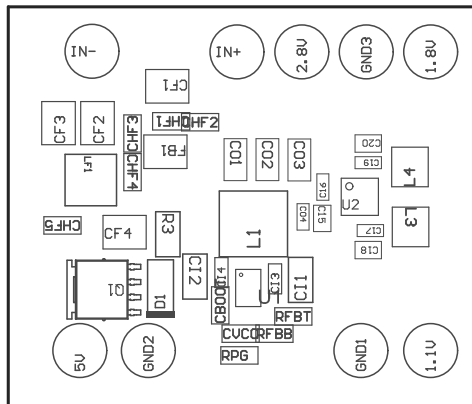 IN-
IN+
2.8V
GND3
1.8V
CF1
CF3
CF2
CHF3
CHF1
CHF2
LF1
CHF4
FB1
CO1
CO2
CO3
C20
C19
L4
C16
U2
CHF5
CF4
R3
L1
C04
C15
L3
C17
C18
Q1
D1
CI2
CI4
CI3
CI1
U1
CBOO
RFBT
CVCC
RFBB
RPG
5V
GND2
GND1
1.1V